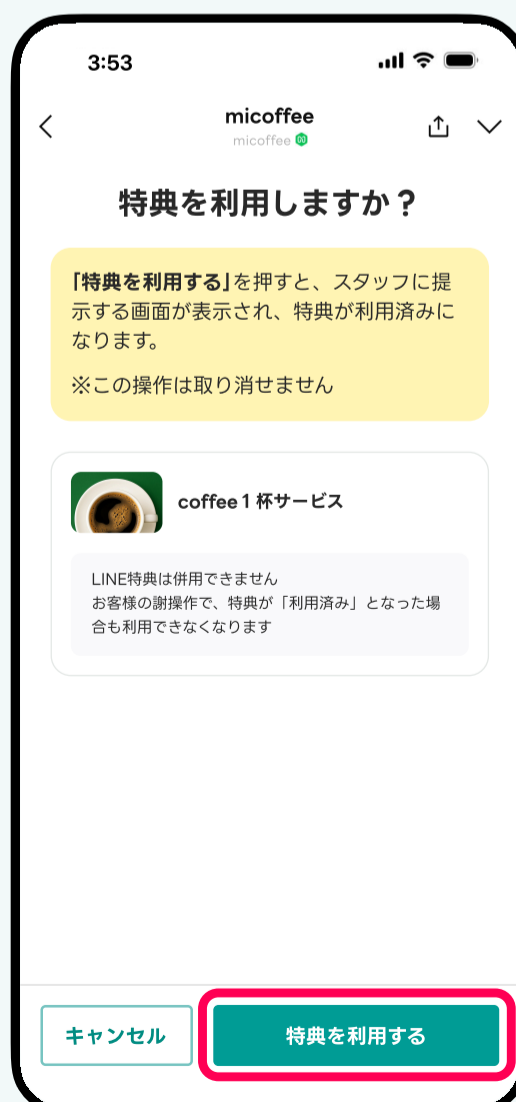 3:53
micoffee
micoffee
特典を利用しますか？
「特典を利用する」を押すと、スタッフに提
示する画面が表示され、特典が利用済みに
なります。
※この操作は取り消せません
coffee１杯サービス
LINE特典は併用できません
お客様の謝操作で、特典が「利用済み」となった場
合も利用できなくなります
キャンセル
特典を利用する